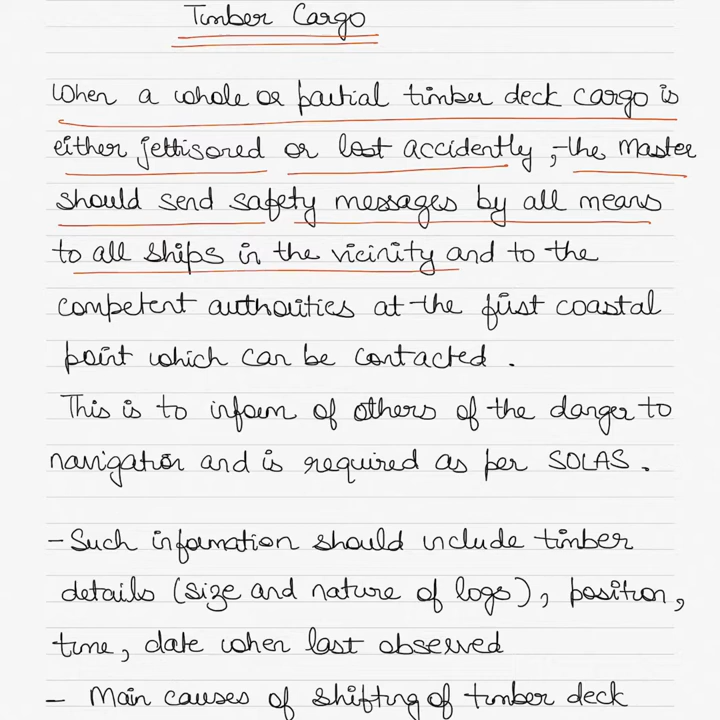 Timber Cargo
When a whole or partial timber deck cargo is
either jettisored or lost accidently, the Master
should send safety messages by all means
to all ships in the vicinity and to the
competent authorities at the first coastal
point which can be contacted.
This is to inform of others of the danger to
navigation and is required as per SOLAS.
- Such information should include timber
details (size and nature of logs), position,
time, date when last observed
- Main causes of shifting of timber deck